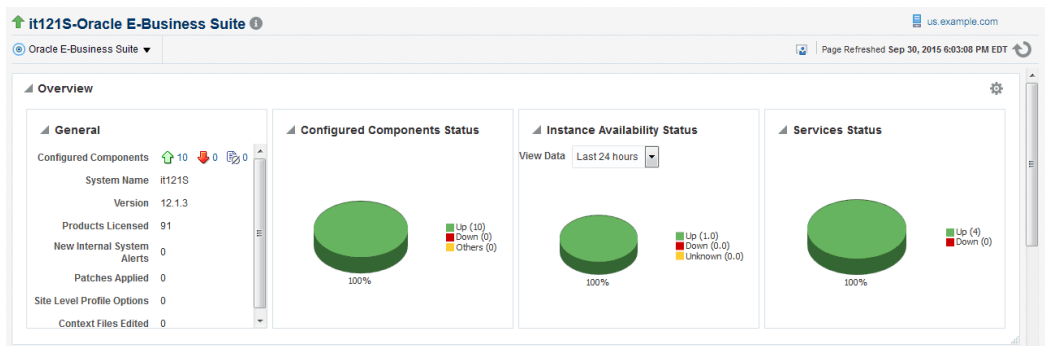 it121S-Oracle E-Business Suite
us.example.com
Oracle E-Business Suite
Page Refreshed Sep 30, 2015 6:03:08 PM EDT
Overview
General
Configured Components 10 0 0
System Name it121S
Version 12.1.3
Products Licensed 91
New Internal System
Alerts 0
Patches Applied 0
Site Level Profile Options 0
Context Files Edited 0
Configured Components Status
Up (10)
Down (0)
Others (0)
100%
Instance Availability Status
View Data Last 24 hours
Up (1.0)
Down (0.0)
Unknown (0.0)
100%
Services Status
Up (4)
Down (0)
100%